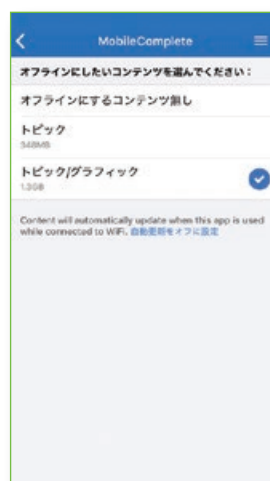 MobileComplete
オフラインにしたいコンテンツを選んでください：
オフラインにするコンテンツ無し
トピック
348MB
トピック/グラフィック
1.3GB
Content will automatically update when this app is used
while connected to WiFi. 自動更新をオフに設定